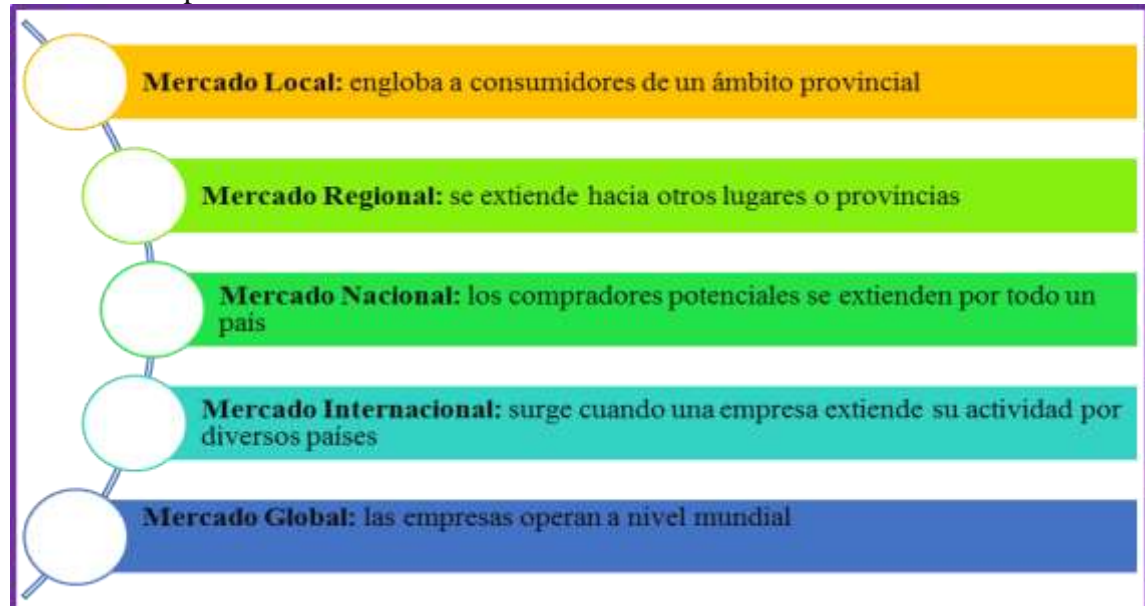 Mercado Local: engloba a consumidores de un ámbito provincial
Mercado Regional: se extiende hacia otros lugares o provincias
Mercado Nacional: los compradores potenciales se extienden por todo un
país
Mercado Internacional: surge cuando una empresa extiende su actividad por
diversos países
Mercado Global: las empresas operan a nivel mundial